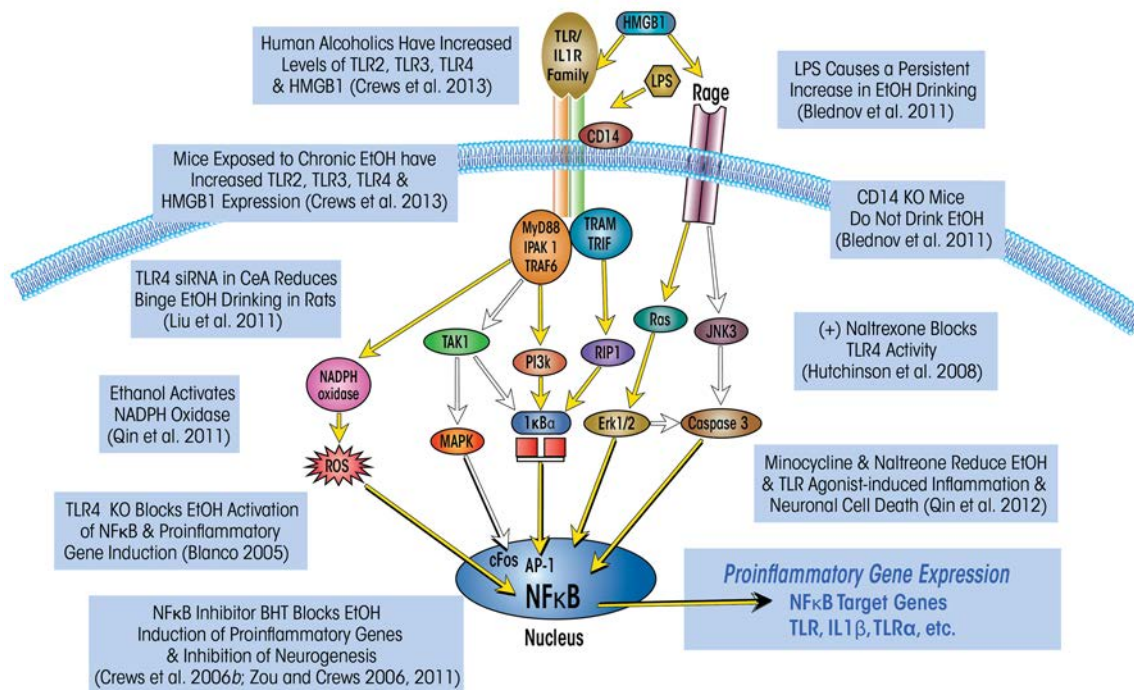 Human Alcoholics Have Increased
Levels of TLR2, TLR3, TLR4
& HMGB1 (Crews et al. 2013)
TLR/
IL1R
Family
HMGB1
LPS
Rage
CD14
LPS Causes a Persistent
Increase in EtOH Drinking
(Blednov et al. 2011)
Mice Exposed to Chronic EtOH have
Increased TLR2, TLR3, TLR4 &
HMGB1 Expression (Crews et al. 2013)
CD14 KO Mice
Do Not Drink EtOH
(Blednov et al. 2011)
MyD88
IPAK 1
TRAF6
TRAM
TRIF
TLR4 siRNA in CeA Reduces
Binge EtOH Drinking in Rats
(Liu et al. 2011)
TAK1
PI3k
RIP1
Ras
JNK3
(+) Naltrexone Blocks
TLR4 Activity
(Hutchinson et al. 2008)
Ethanol Activates
NADPH Oxidase
(Qin et al. 2011)
NADPH
oxidase
ROS
MAPK
1κBα
Erk1/2
Caspase 3
Minocycline & Naltreone Reduce EtOH
& TLR Agonist-induced Inflammation &
Neuronal Cell Death (Qin et al. 2012)
TLR4 KO Blocks EtOH Activation
of NFκB & Proinflammatory
Gene Induction (Blanco 2005)
cFos
AP-1
NFκB
Nucleus
Proinflammatory Gene Expression
NFκB Target Genes
TLR, IL1β, TLRα, etc.
NFκB Inhibitor BHT Blocks EtOH
Induction of Proinflammatory Genes
& Inhibition of Neurogenesis
(Crews et al. 2006b; Zou and Crews 2006, 2011)